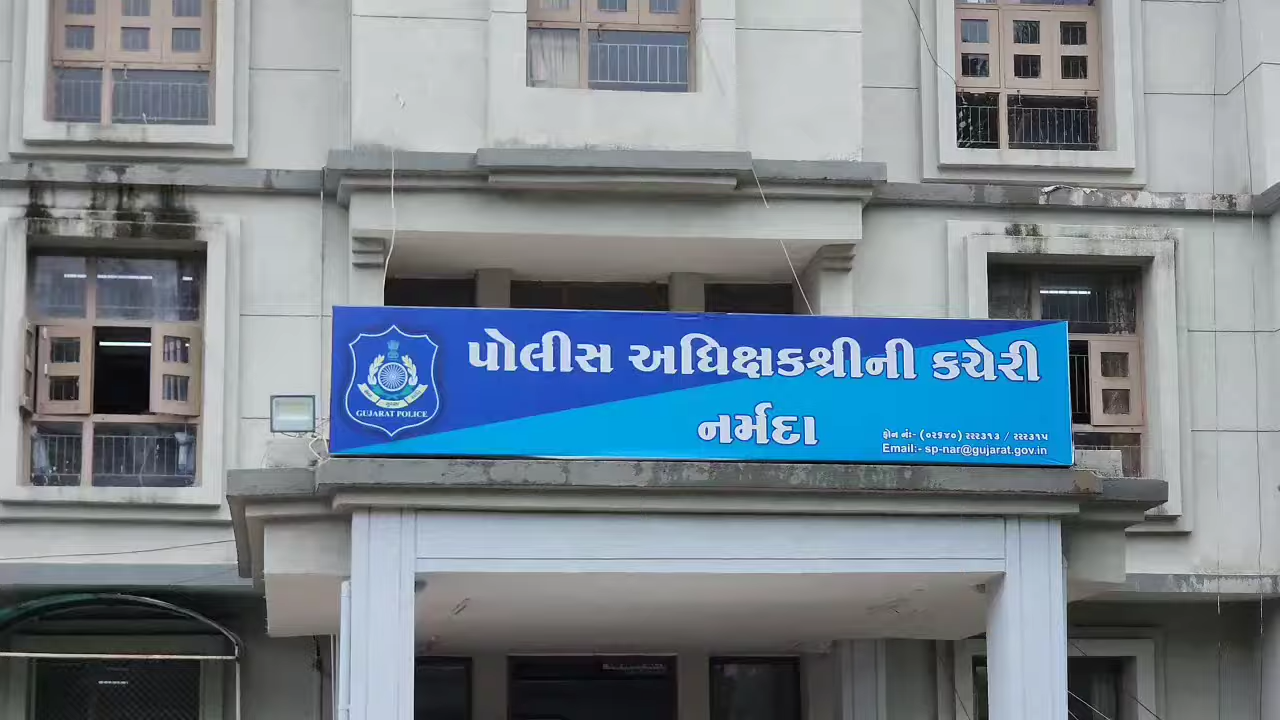 પોલીસ અધિક્ષકશ્રીની કચેરી
નર્મદા
GUJARAT POLICE
ફોન નંઃ- (૦૨૬૪૦) ૨૨૨૩૧૩ / ૨૨૨૩૧૫
Email:- sp-nar@gujarat.gov.in